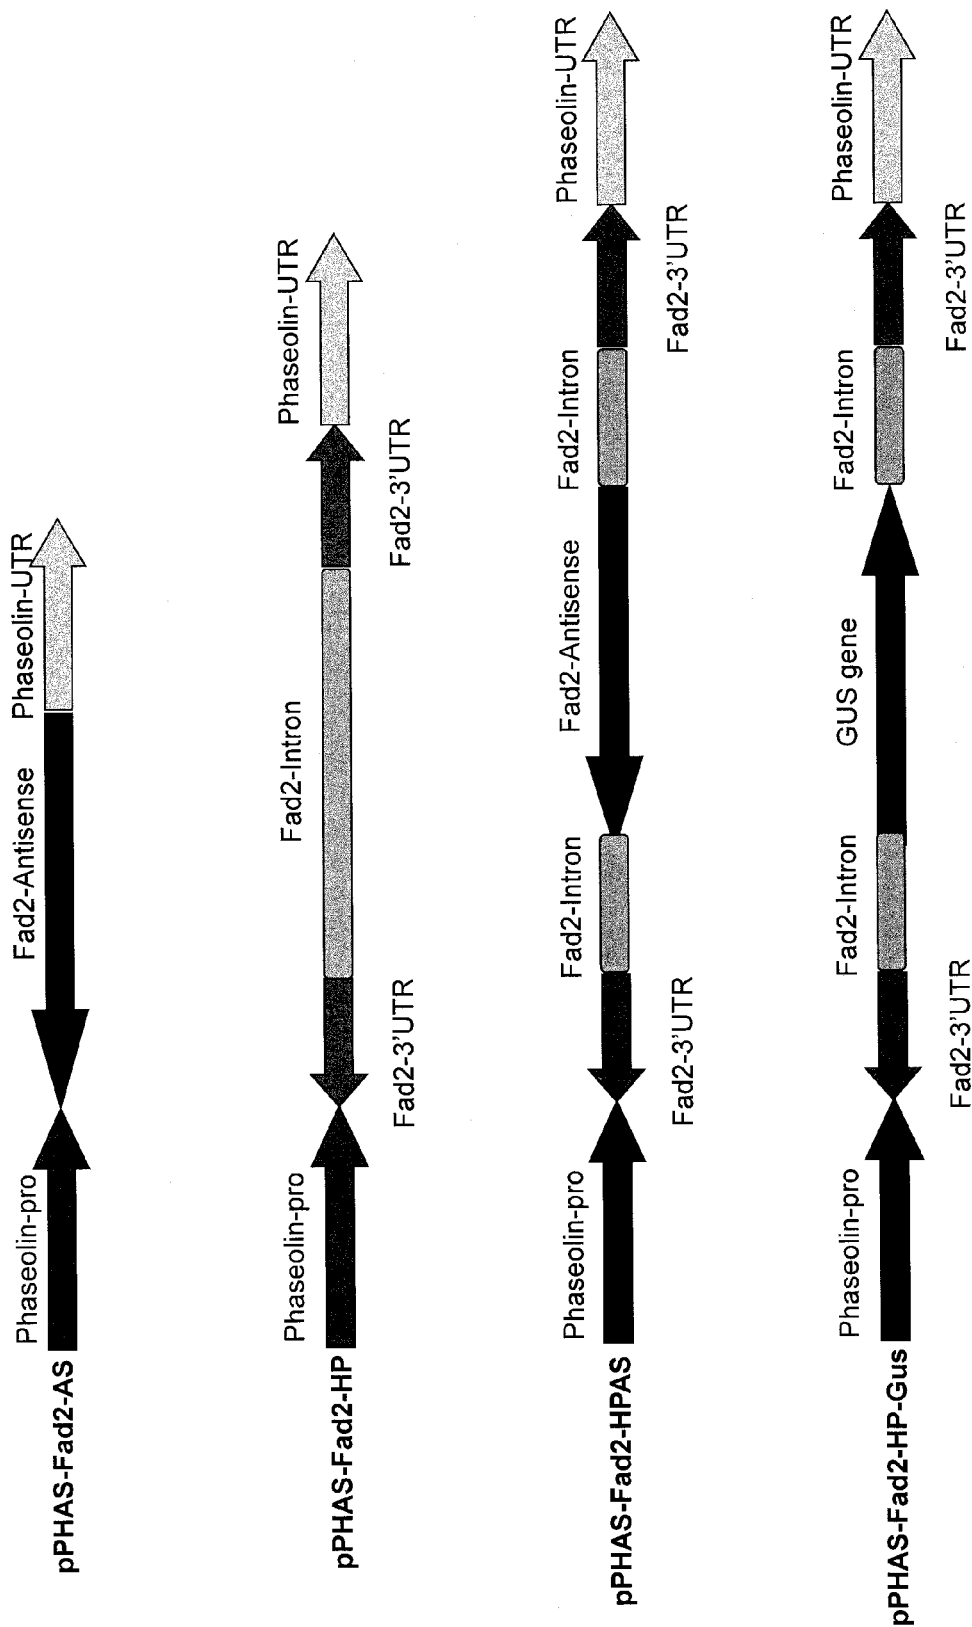 pPHAS-Fad2-AS
Phaseolin-pro
Fad2-Antisense
Phaseolin-UTR
pPHAS-Fad2-HP
Phaseolin-pro
Fad2-3'UTR
Fad2-Intron
Fad2-3'UTR
Phaseolin-UTR
pPHAS-Fad2-HPAS
Phaseolin-pro
Fad2-3'UTR
Fad2-Intron
Fad2-Antisense
Fad2-Intron
Fad2-3'UTR
Phaseolin-UTR
pPHAS-Fad2-HP-Gus
Phaseolin-pro
Fad2-3'UTR
Fad2-Intron
GUS gene
Fad2-Intron
Fad2-3'UTR
Phaseolin-UTR